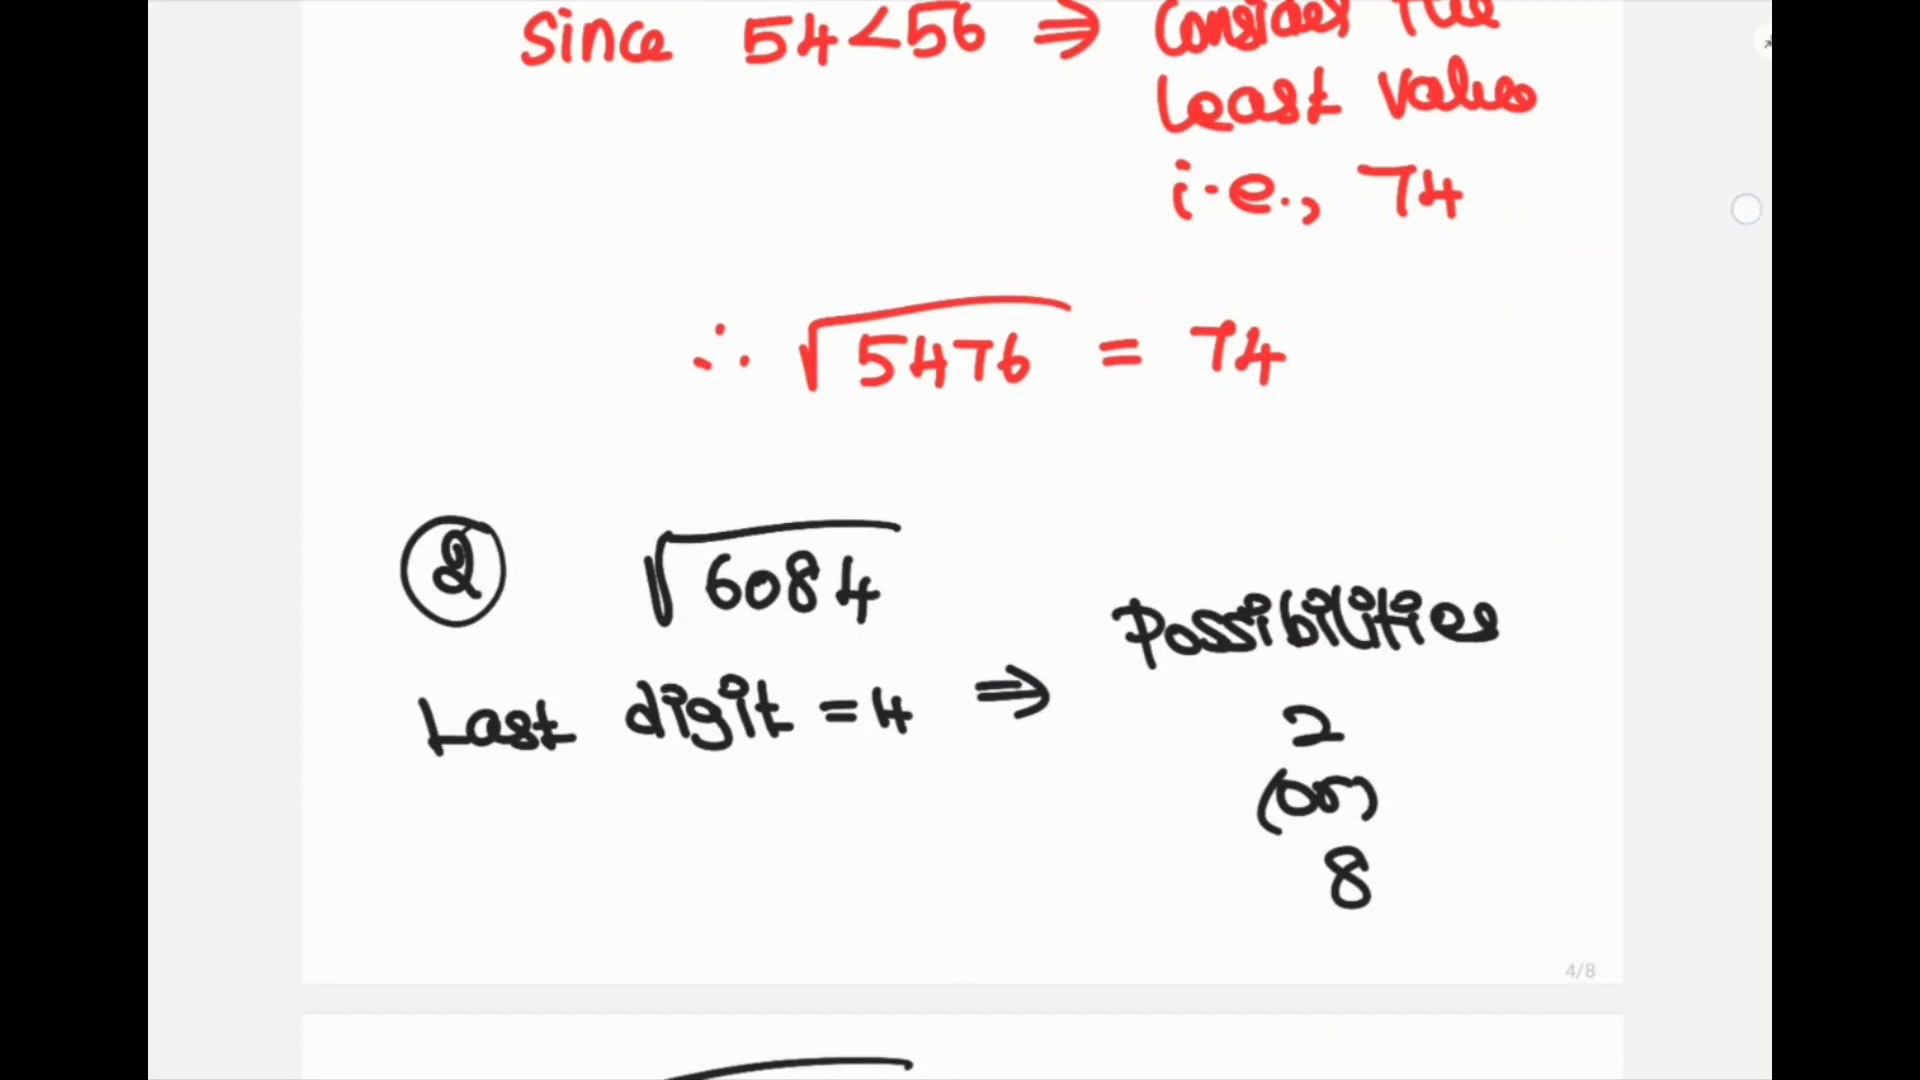 Since 54<56 ⇒ Consider the
Least value
i.e., 74
∴ √5476 = 74
② √6084
Last digit = 4 ⇒ Possibilities
2
(or)
8
4/8